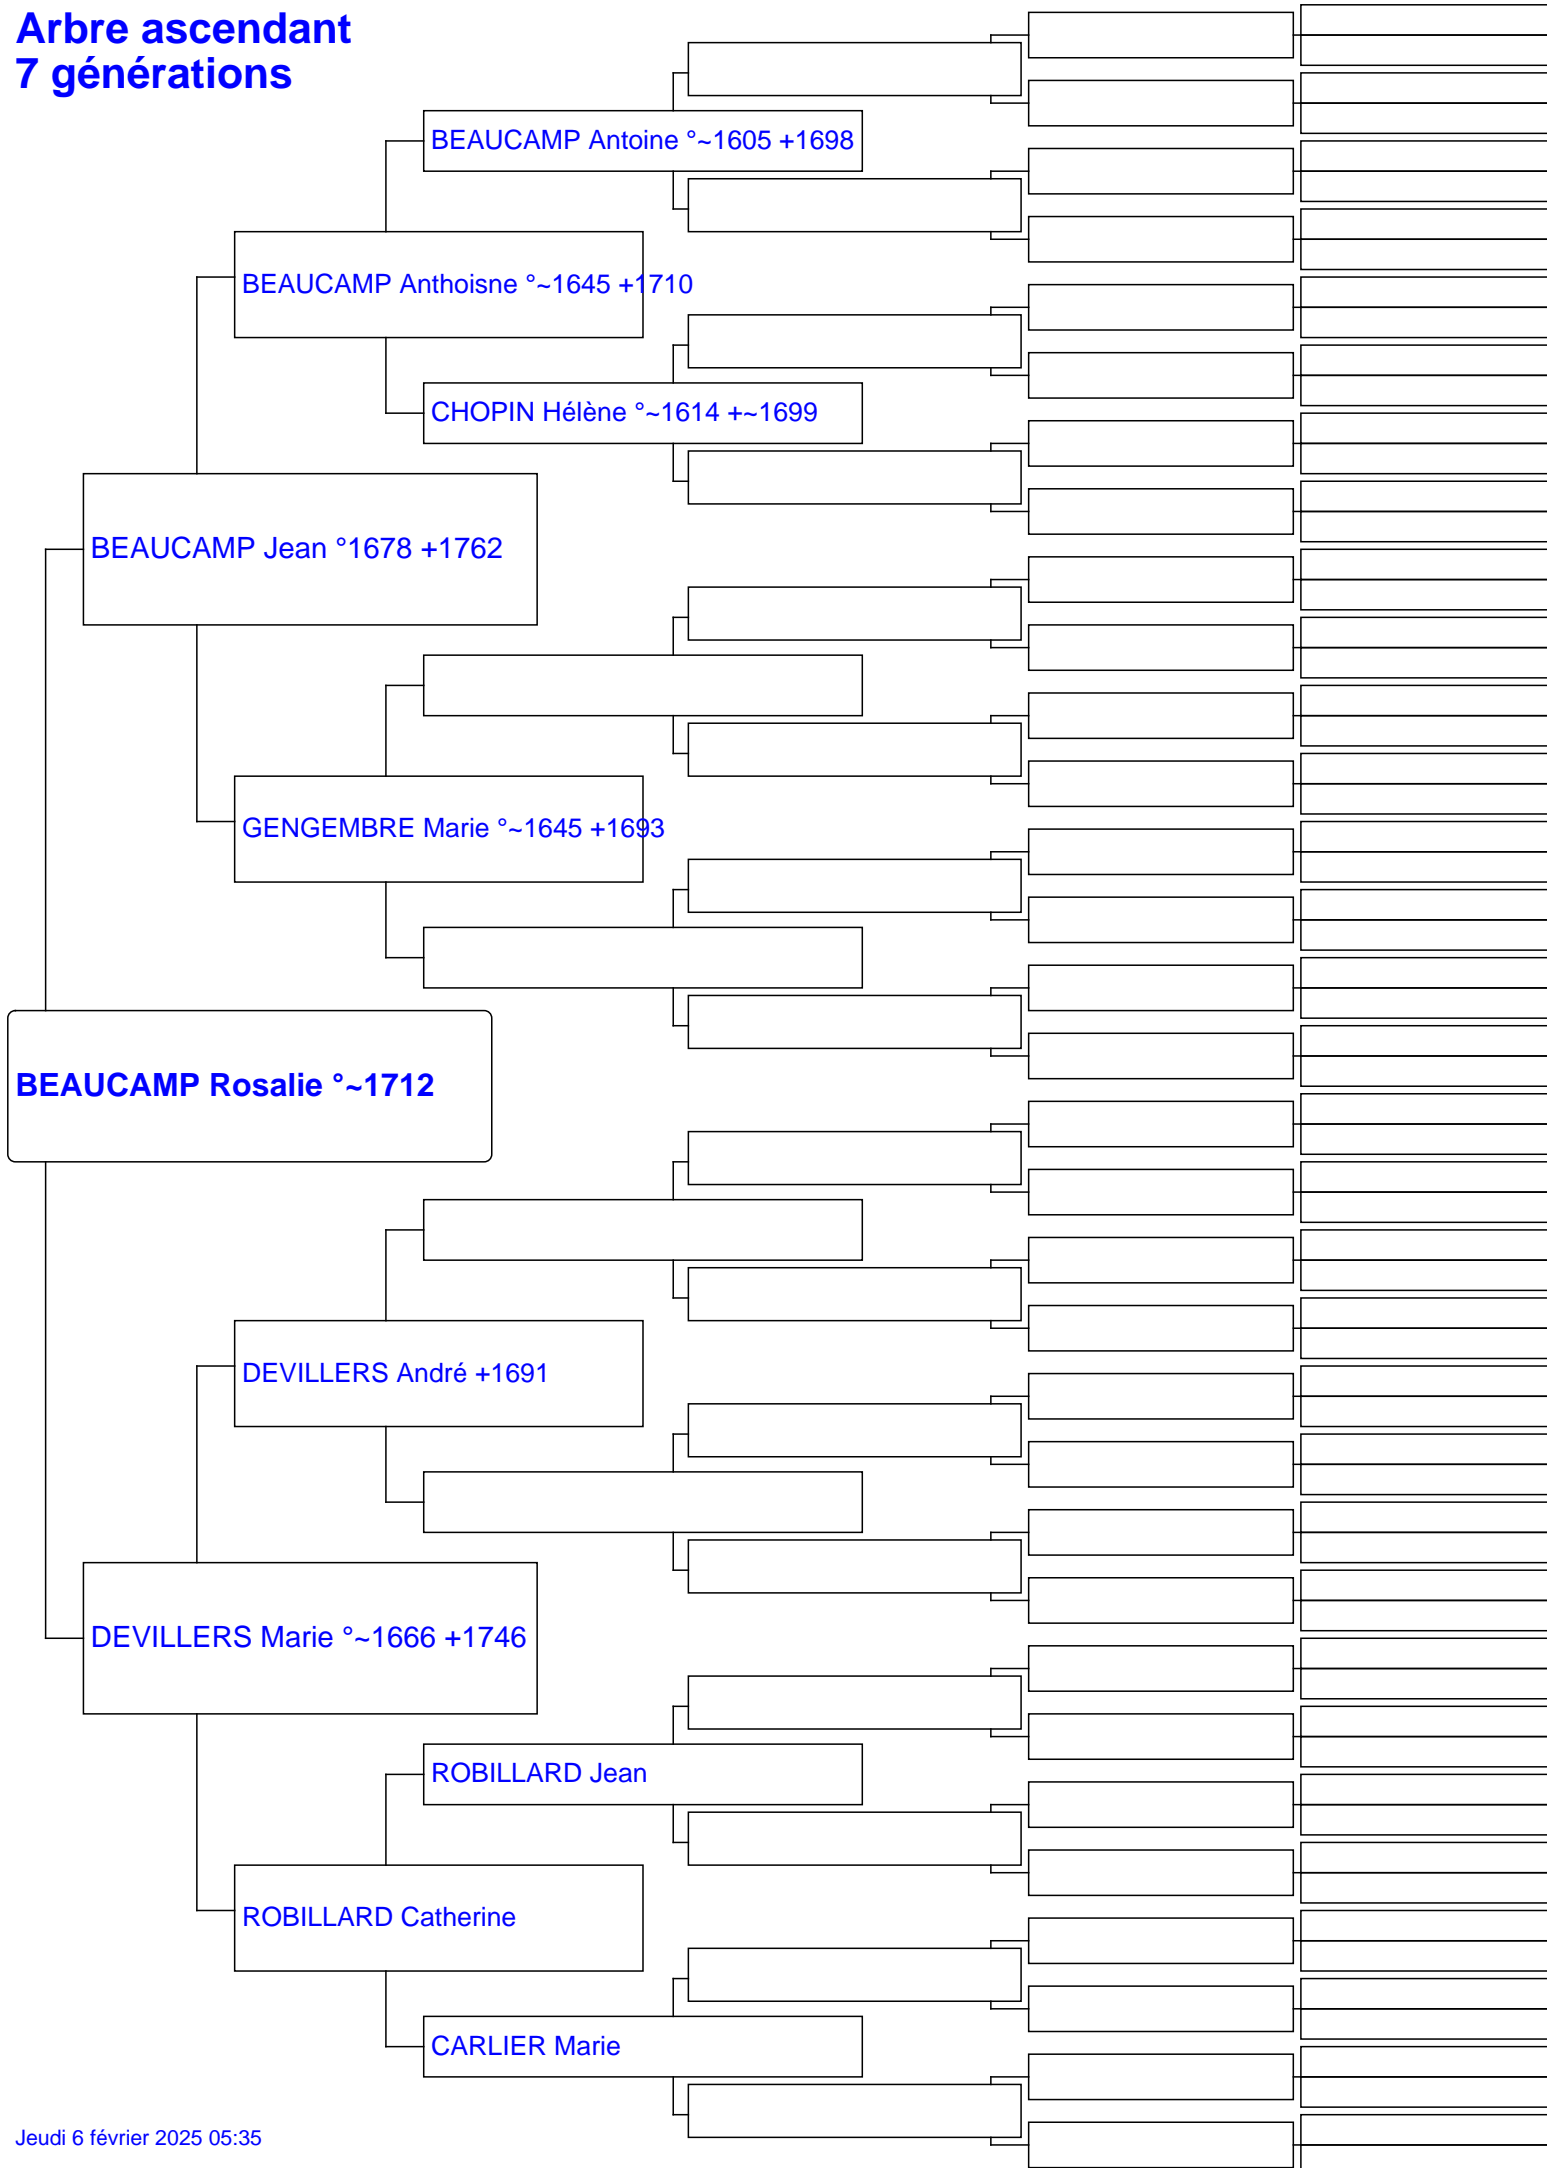 Arbre ascendant
7 générations
BEAUCAMP Antoine °~1605 +1698
BEAUCAMP Anthoisne °~1645 +1710
CHOPIN Hélène °~1614 +~1699
BEAUCAMP Jean °1678 +1762
GENGEMBRE Marie °~1645 +1693
BEAUCAMP Rosalie °~1712
DEVILLERS André +1691
DEVILLERS Marie °~1666 +1746
ROBILLARD Jean
ROBILLARD Catherine
CARLIER Marie
Jeudi 6 février 2025 05:35